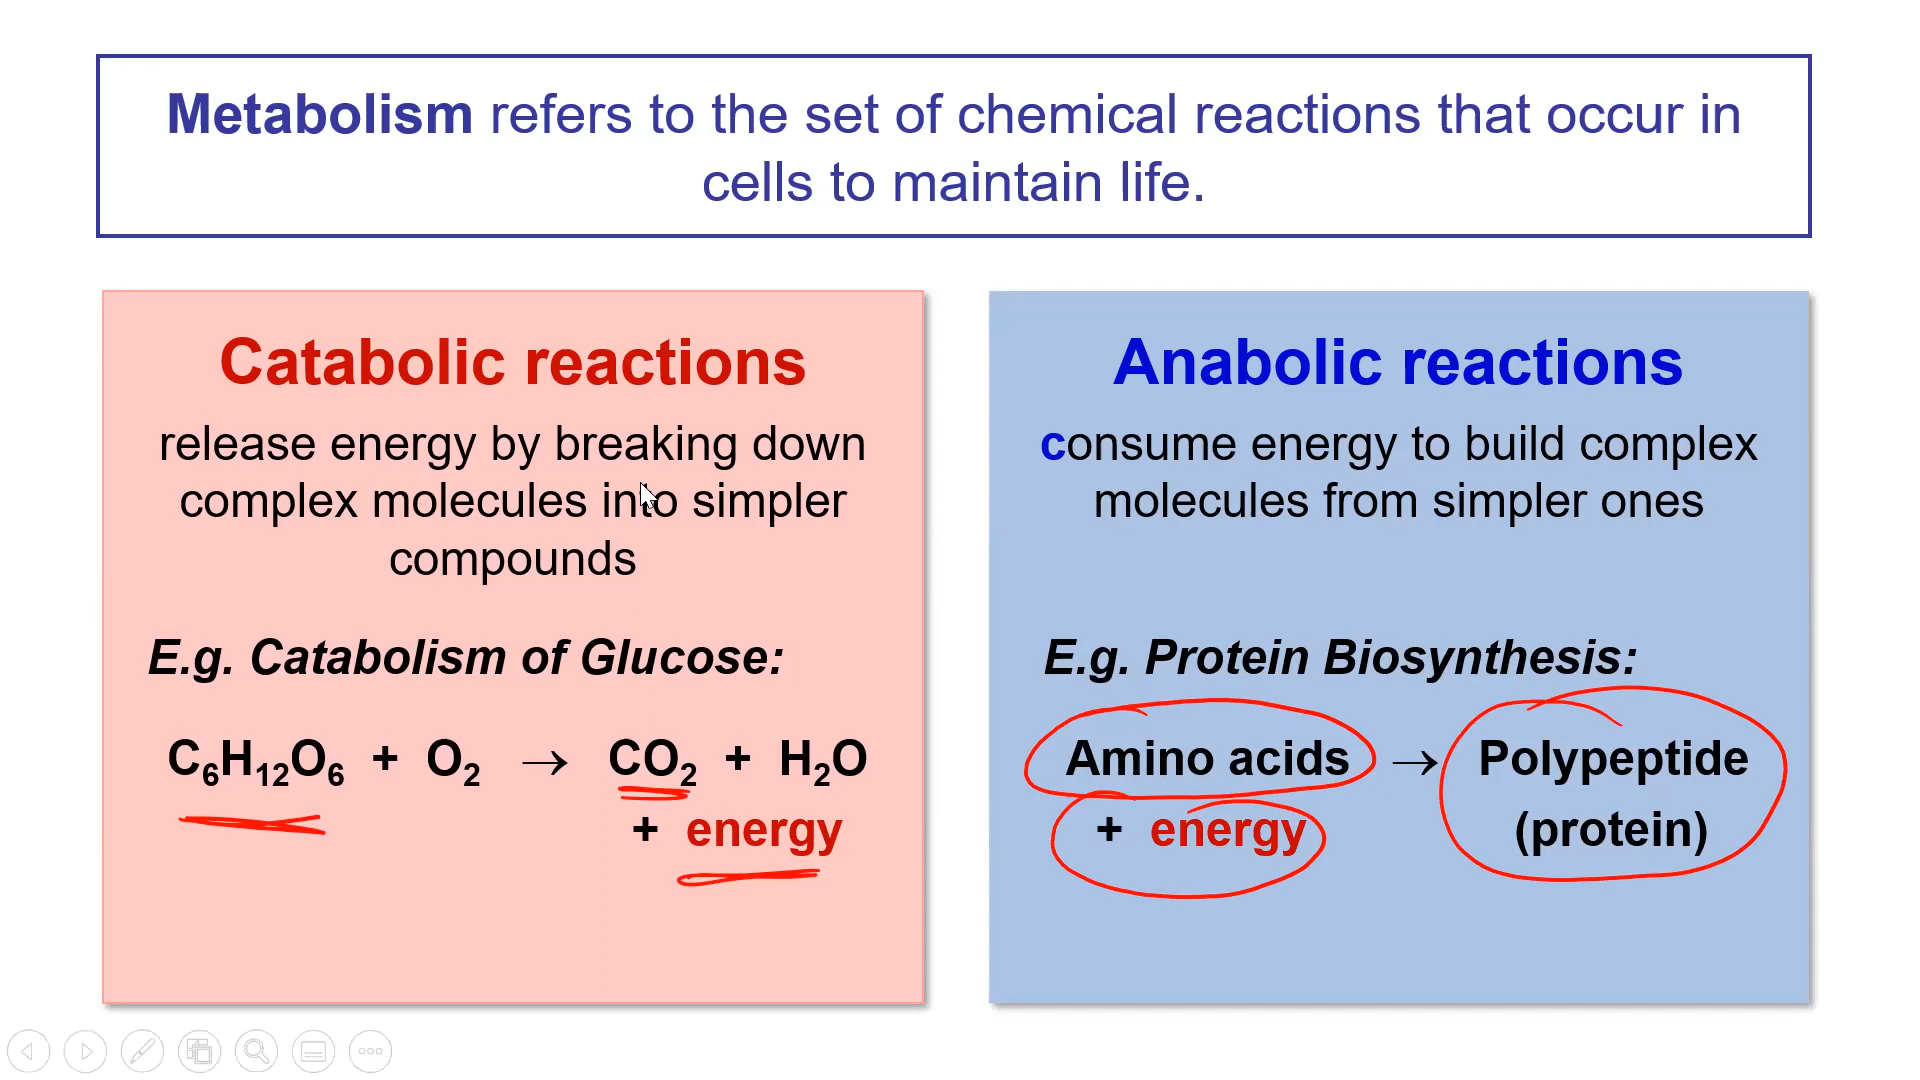 Metabolism refers to the set of chemical reactions that occur in
cells to maintain life.
Catabolic reactions
release energy by breaking down
complex molecules into simpler
compounds
E.g. Catabolism of Glucose:
C₆H₁₂O₆ + O₂ → CO₂ + H₂O
+ energy
Anabolic reactions
consume energy to build complex
molecules from simpler ones
E.g. Protein Biosynthesis:
Amino acids → Polypeptide
+ energy (protein)